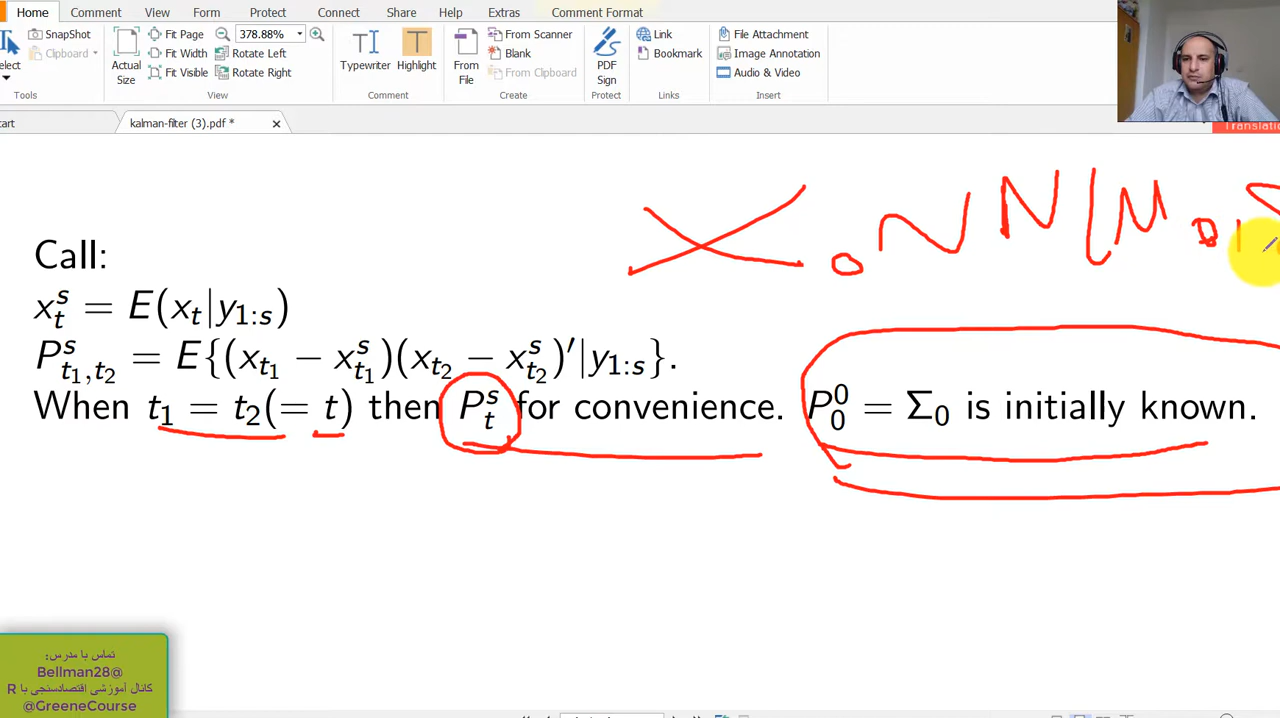 Home Comment View Form Protect Connect Share Help Extras Comment Format
SnapShot
Clipboard
Tools
Actual Size
Fit Page
Fit Width
Fit Visible
378.88%
Rotate Left
Rotate Right
View
Typewriter
Highlight
Comment
From File
From Scanner
Blank
From Clipboard
Create
PDF Sign
Protect
Link
Bookmark
Links
File Attachment
Image Annotation
Audio & Video
Insert
kalman-filter (3).pdf *
X₀ ~ N(μ₀,
Call:
x_t^s = E(x_t|y_{1:s})
P_{t_1,t_2}^s = E{(x_{t_1} − x_{t_1}^s)(x_{t_2} − x_{t_2}^s)′|y_{1:s}}.
When t_1 = t_2(= t) then P_t^s for convenience. P_0^0 = Σ_0 is initially known.
تماس با مدرس:
@Bellman28
کانال آموزشی اقتصادسنجی با R
@GreeneCourse